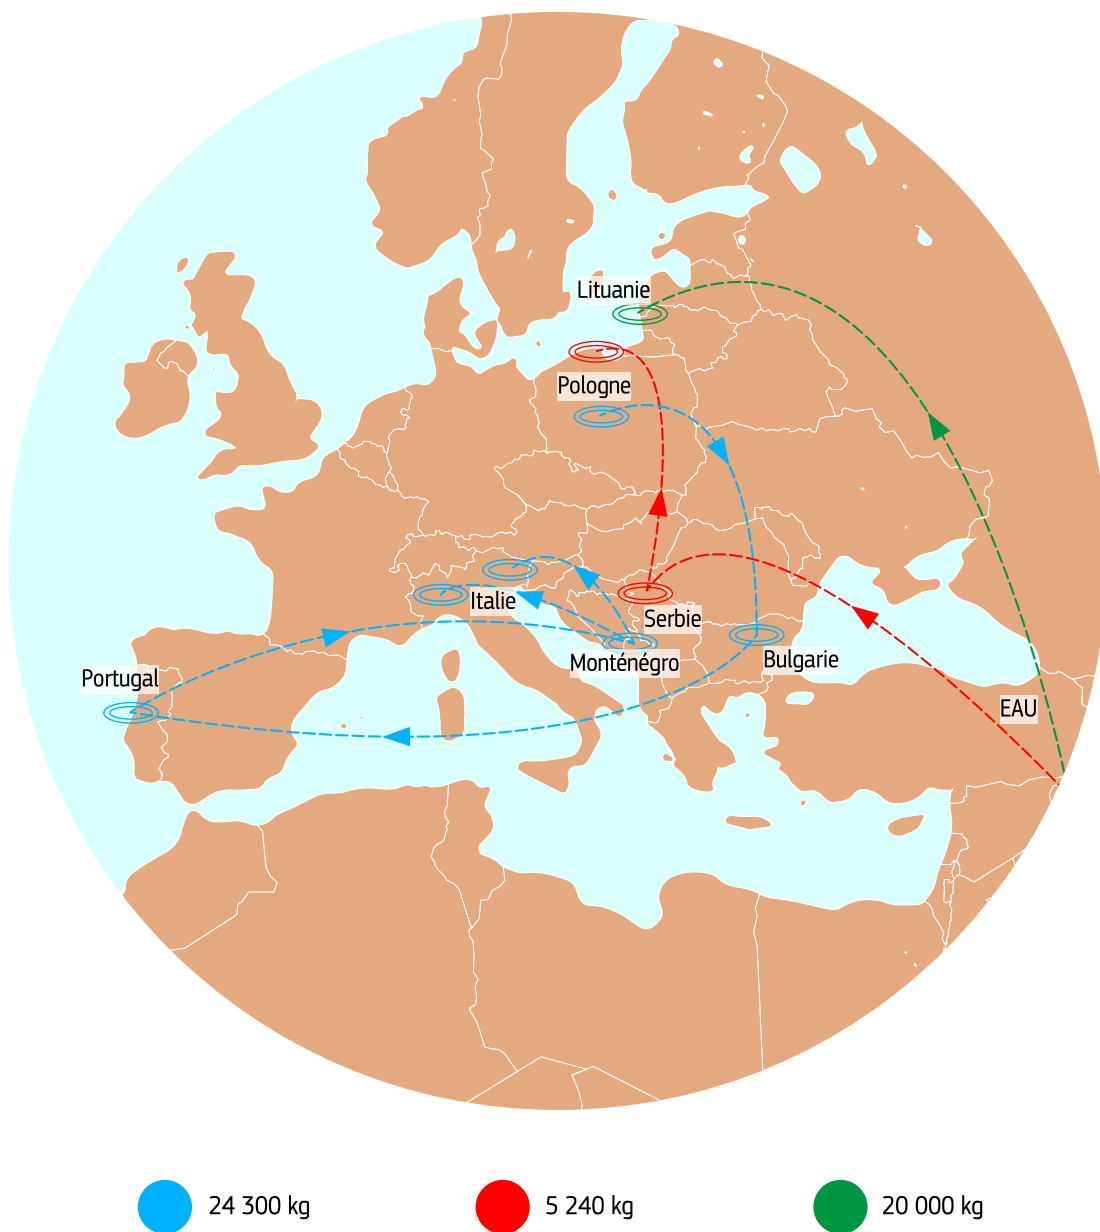 Lituanie
Pologne
Italie
Serbie
Monténégro
Bulgarie
Portugal
EAU
24 300 kg
5 240 kg
20 000 kg